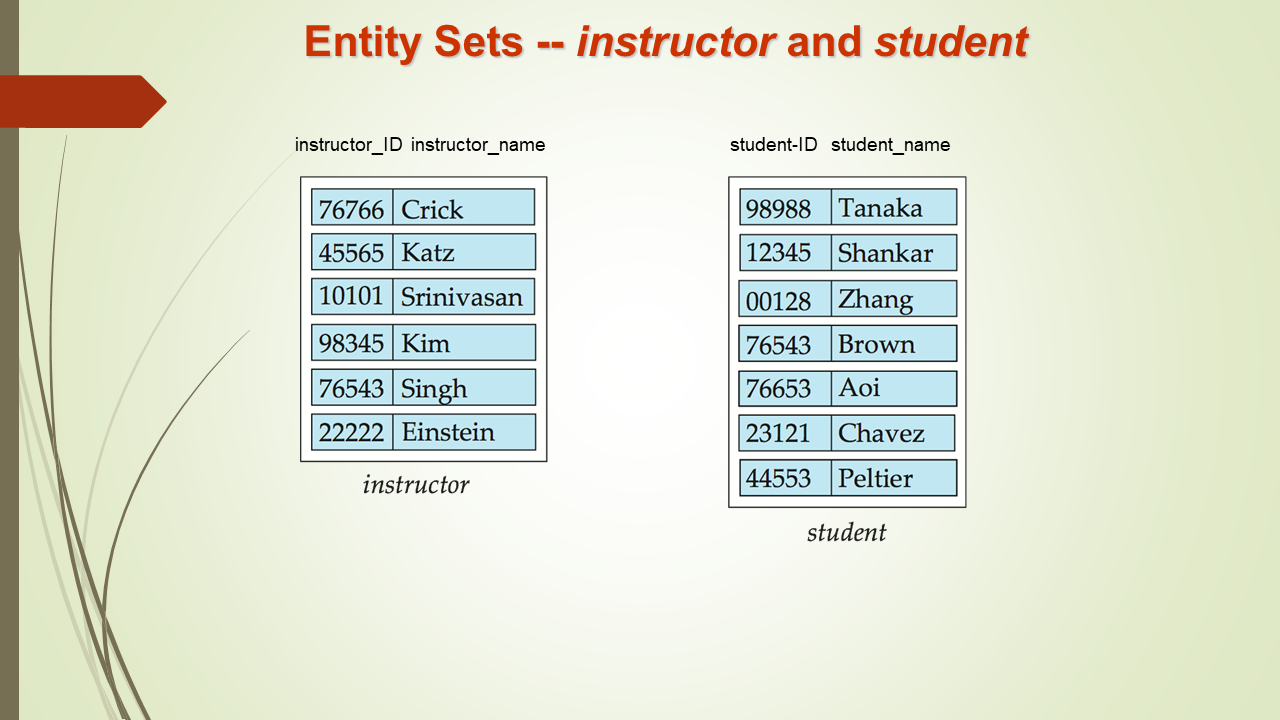 Entity Sets -- instructor and student
instructor_ID instructor_name
76766 Crick
45565 Katz
10101 Srinivasan
98345 Kim
76543 Singh
22222 Einstein
instructor
student-ID student_name
98988 Tanaka
12345 Shankar
00128 Zhang
76543 Brown
76653 Aoi
23121 Chavez
44553 Peltier
student